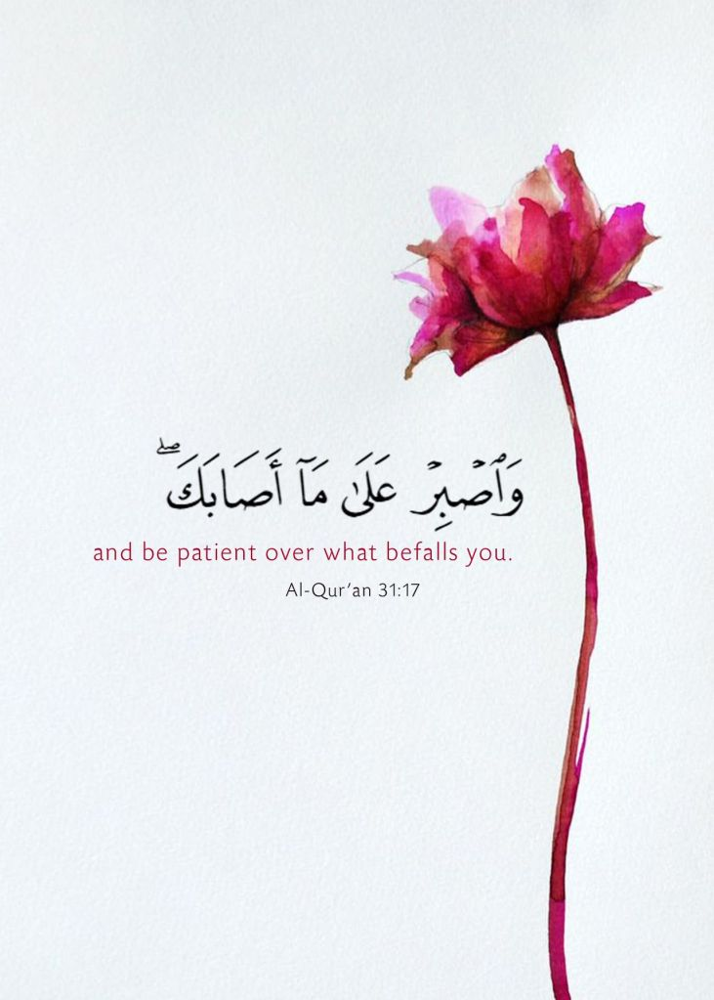 وَٱصۡبِرۡ عَلَىٰ مَآ أَصَابَكَۖ
and be patient over what befalls you.
Al-Qur’an 31:17